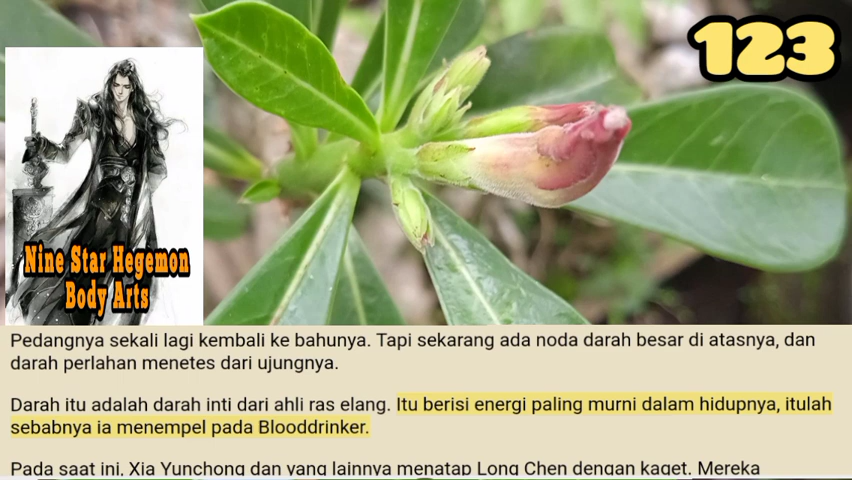 123
Nine Star Hegemon
Body Arts
Pedangnya sekali lagi kembali ke bahunya. Tapi sekarang ada noda darah besar di atasnya, dan
darah perlahan menetes dari ujungnya.
Darah itu adalah darah inti dari ahli ras elang. Itu berisi energi paling murni dalam hidupnya, itulah
sebabnya ia menempel pada Blooddrinker.
Pada saat ini, Xia Yunchong dan yang lainnya menatap Long Chen dengan kaget. Mereka